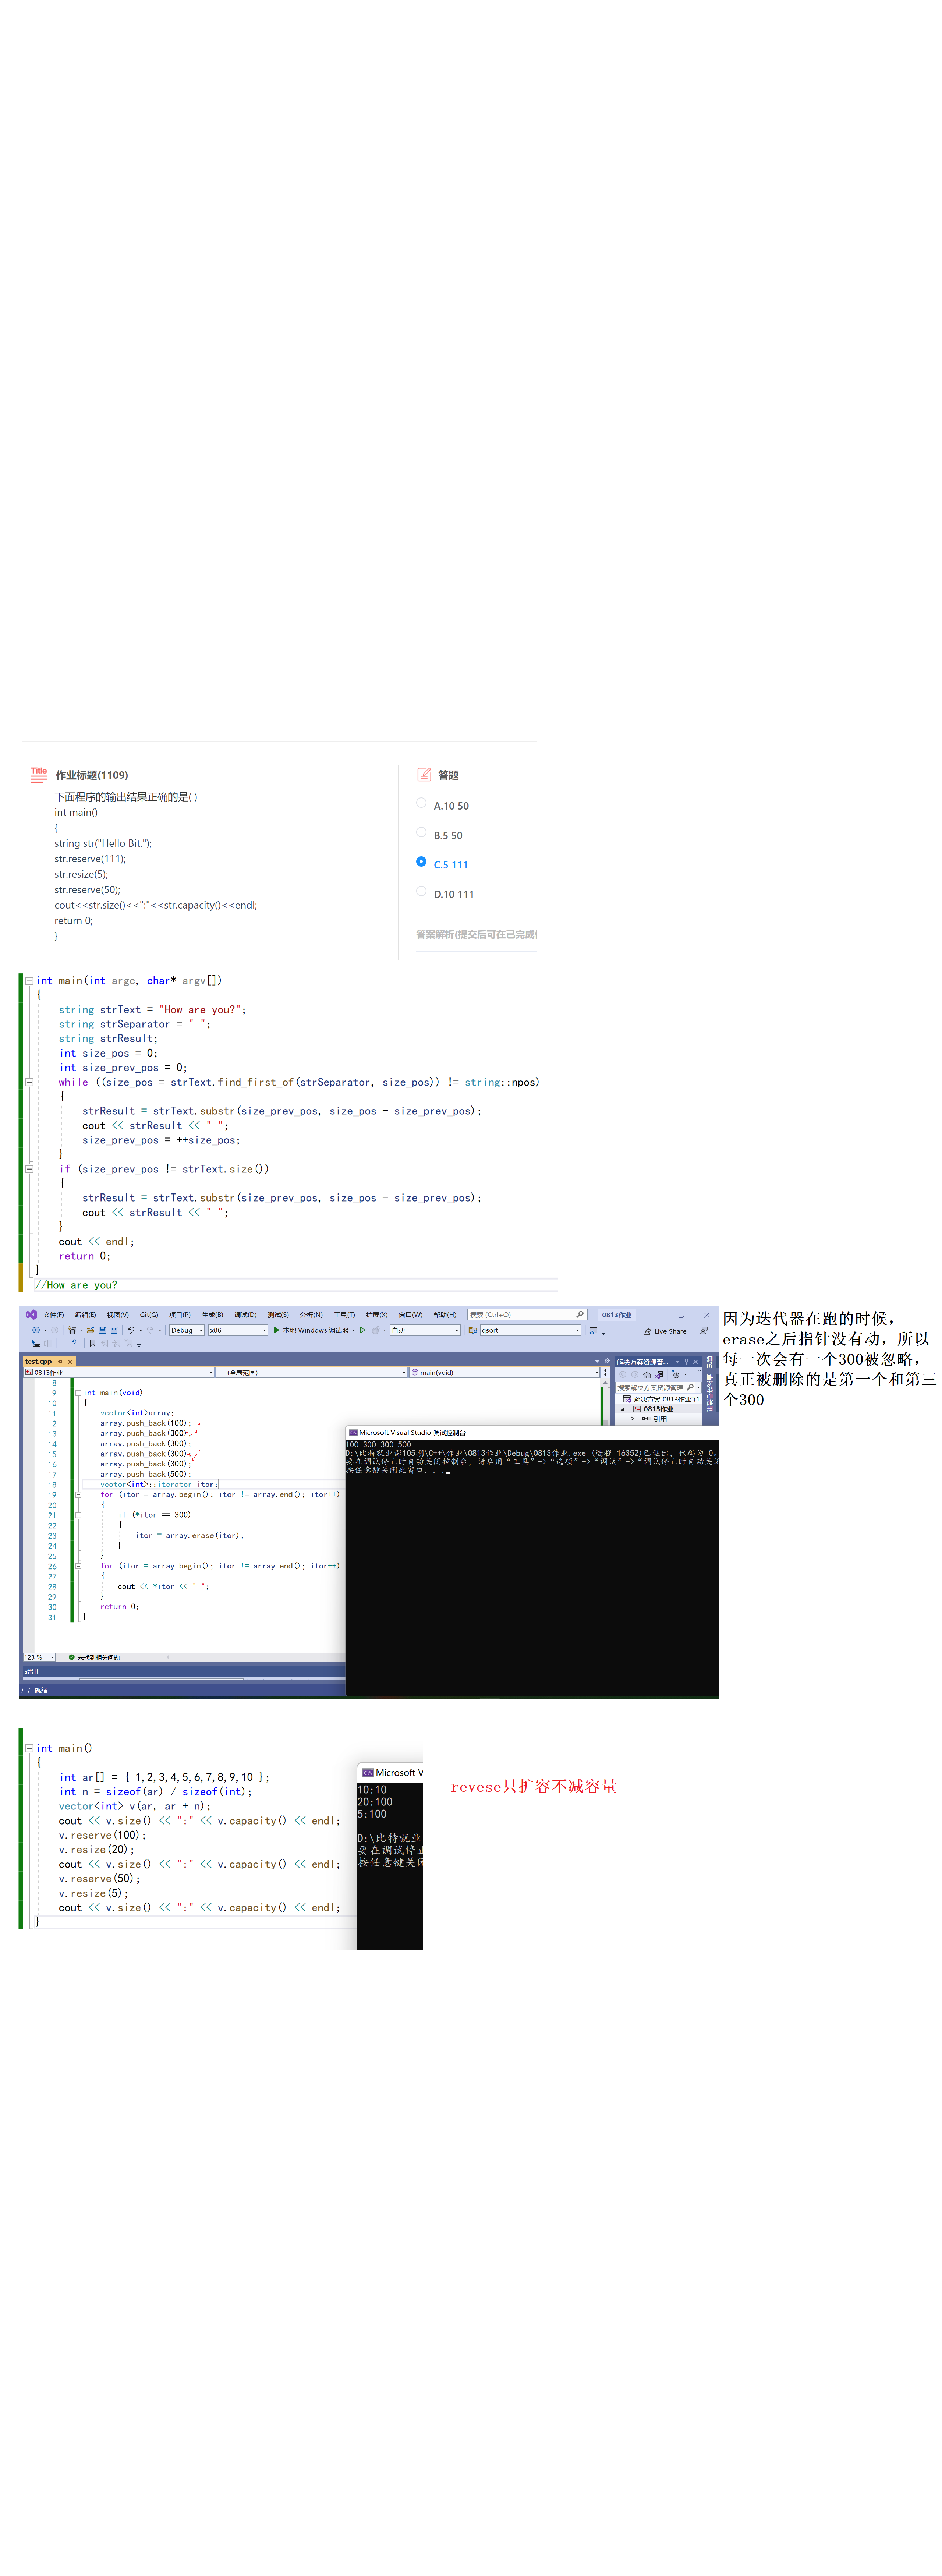 Title
作业标题(1109)
下面程序的输出结果正确的是( )
int main()
{
string str("Hello Bit.");
str.reserve(111);
str.resize(5);
str.reserve(50);
cout<<str.size()<<":"<<str.capacity()<<endl;
return 0;
}
答题
A.10 50
B.5 50
C.5 111
D.10 111
答案解析(提交后可在已完成
int main(int argc, char* argv[])
{
string strText = "How are you?";
string strSeparator = " ";
string strResult;
int size_pos = 0;
int size_prev_pos = 0;
while ((size_pos = strText.find_first_of(strSeparator, size_pos)) != string::npos)
{
strResult = strText.substr(size_prev_pos, size_pos - size_prev_pos);
cout << strResult << " ";
size_prev_pos = ++size_pos;
}
if (size_prev_pos != strText.size())
{
strResult = strText.substr(size_prev_pos, size_pos - size_prev_pos);
cout << strResult << " ";
}
cout << endl;
return 0;
}
//How are you?
文件(F) 编辑(E) 视图(V) Git(G) 项目(P) 生成(B) 调试(D) 测试(S) 分析(N) 工具(T) 扩展(X) 窗口(W) 帮助(H) 搜索 (Ctrl+Q) 0813作业
Debug x86 本地 Windows 调试器 自动 qsort Live Share
test.cpp
0813作业 (全局范围) main(void)
8
9 int main(void)
10 {
11 vector<int>array;
12 array.push_back(100);
13 array.push_back(300);
14 array.push_back(300);
15 array.push_back(300);
16 array.push_back(300);
17 array.push_back(500);
18 vector<int>::iterator itor;
19 for (itor = array.begin(); itor != array.end(); itor++)
20 {
21 if (*itor == 300)
22 {
23 itor = array.erase(itor);
24 }
25 }
26 for (itor = array.begin(); itor != array.end(); itor++)
27 {
28 cout << *itor << " ";
29 }
30 return 0;
31 }
123 % 未找到相关问题
输出
就绪
解决方案资源管...
搜索解决方案资源管理
解决方案"0813作业"(1
0813作业
引用
Microsoft Visual Studio 调试控制台
100 300 300 500
D:\比特就业课105期\C++\作业\0813作业\Debug\0813作业.exe (进程 16352)已退出，代码为 0。
要在调试停止时自动关闭控制台，请启用“工具”->“选项”->“调试”->“调试停止时自动关闭
按任意键关闭此窗口. . .
因为迭代器在跑的时候，
erase之后指针没有动，所以
每一次会有一个300被忽略，
真正被删除的是第一个和第三
个300
int main()
{
int ar[] = { 1,2,3,4,5,6,7,8,9,10 };
int n = sizeof(ar) / sizeof(int);
vector<int> v(ar, ar + n);
cout << v.size() << ":" << v.capacity() << endl;
v.reserve(100);
v.resize(20);
cout << v.size() << ":" << v.capacity() << endl;
v.reserve(50);
v.resize(5);
cout << v.size() << ":" << v.capacity() << endl;
}
Microsoft V
10:10
20:100
5:100
D:\比特就业
要在调试停止
按任意键关闭
revese只扩容不减容量